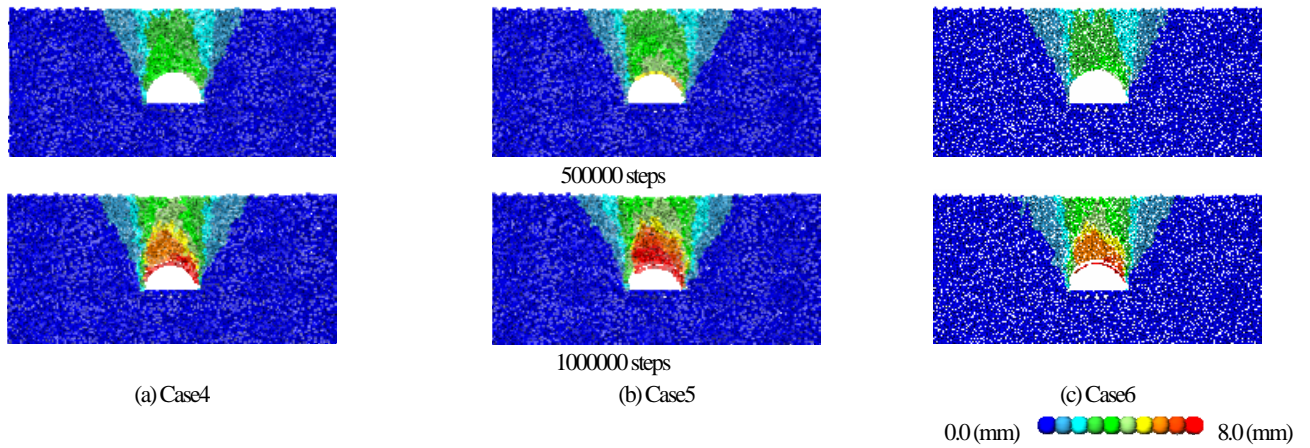 500000 steps
1000000 steps
(a) Case4
(b) Case5
(c) Case6
0.0 (mm) 8.0 (mm)